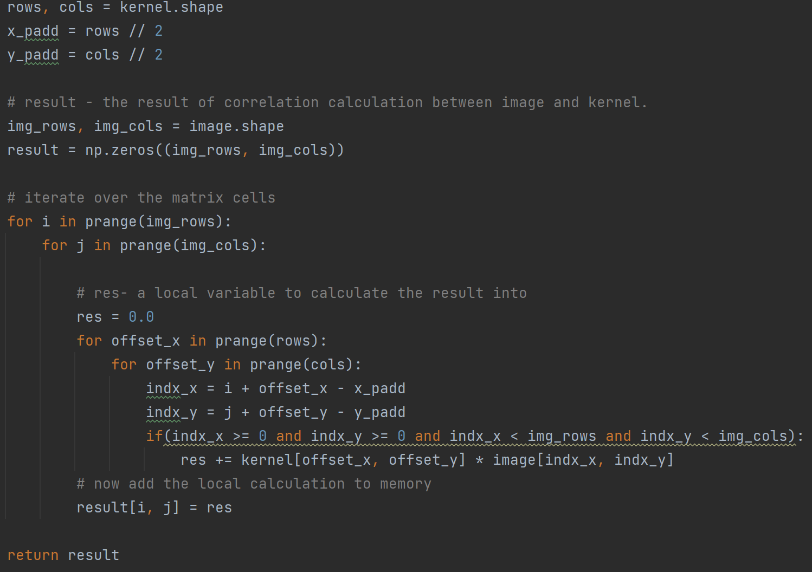 rows, cols = kernel.shape
x_padd = rows // 2
y_padd = cols // 2
# result - the result of correlation calculation between image and kernel.
img_rows, img_cols = image.shape
result = np.zeros((img_rows, img_cols))
# iterate over the matrix cells
for i in prange(img_rows):
    for j in prange(img_cols):
        # res- a local variable to calculate the result into
        res = 0.0
        for offset_x in prange(rows):
            for offset_y in prange(cols):
                indx_x = i + offset_x - x_padd
                indx_y = j + offset_y - y_padd
                if(indx_x >= 0 and indx_y >= 0 and indx_x < img_rows and indx_y < img_cols):
                    res += kernel[offset_x, offset_y] * image[indx_x, indx_y]
        # now add the local calculation to memory
        result[i, j] = res
return result